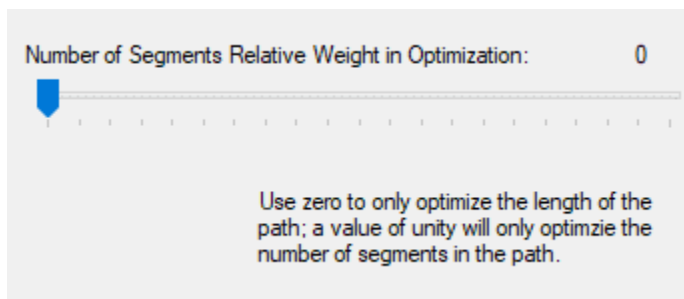 Number of Segments Relative Weight in Optimization: 0
Use zero to only optimize the length of the
path; a value of unity will only optimzie the
number of segments in the path.